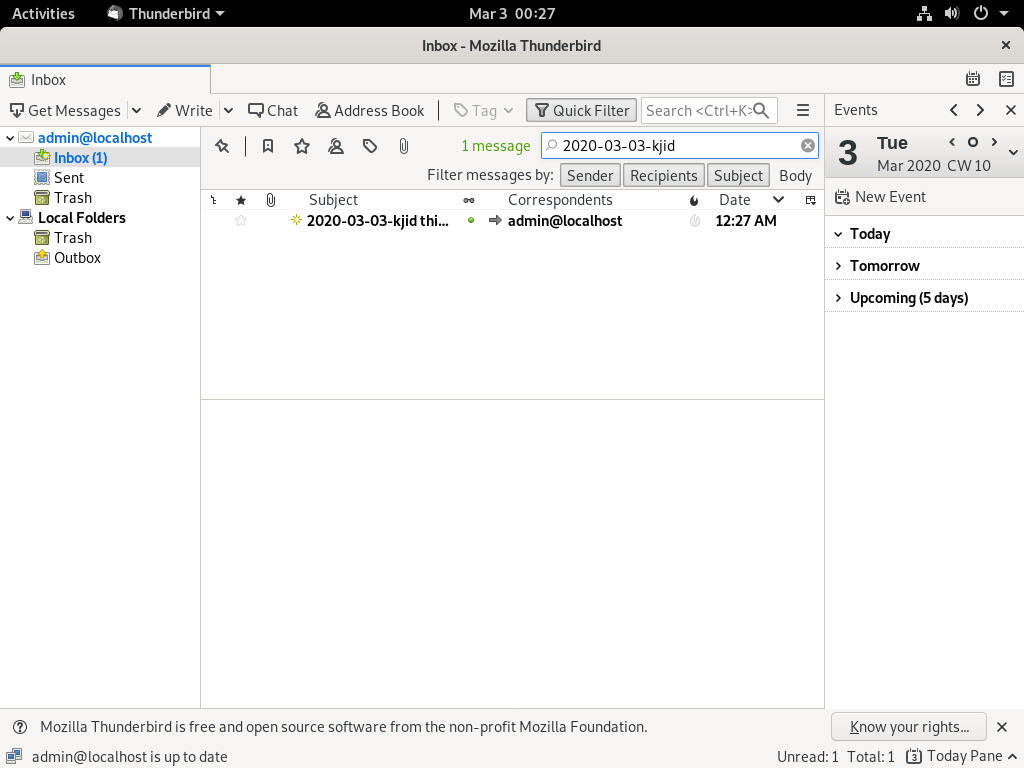 Activities Thunderbird Mar 3 00:27
Inbox - Mozilla Thunderbird
Inbox
Get Messages Write Chat Address Book Tag Quick Filter Search <Ctrl+K>
Events
admin@localhost
Inbox (1)
Sent
Trash
Local Folders
Trash
Outbox
1 message 2020-03-03-kjid
Filter messages by: Sender Recipients Subject Body
Subject Correspondents Date
2020-03-03-kjid thi... admin@localhost 12:27 AM
3 Tue
Mar 2020 CW 10
New Event
Today
Tomorrow
Upcoming (5 days)
Mozilla Thunderbird is free and open source software from the non-profit Mozilla Foundation. Know your rights...
admin@localhost is up to date Unread: 1 Total: 1 3 Today Pane